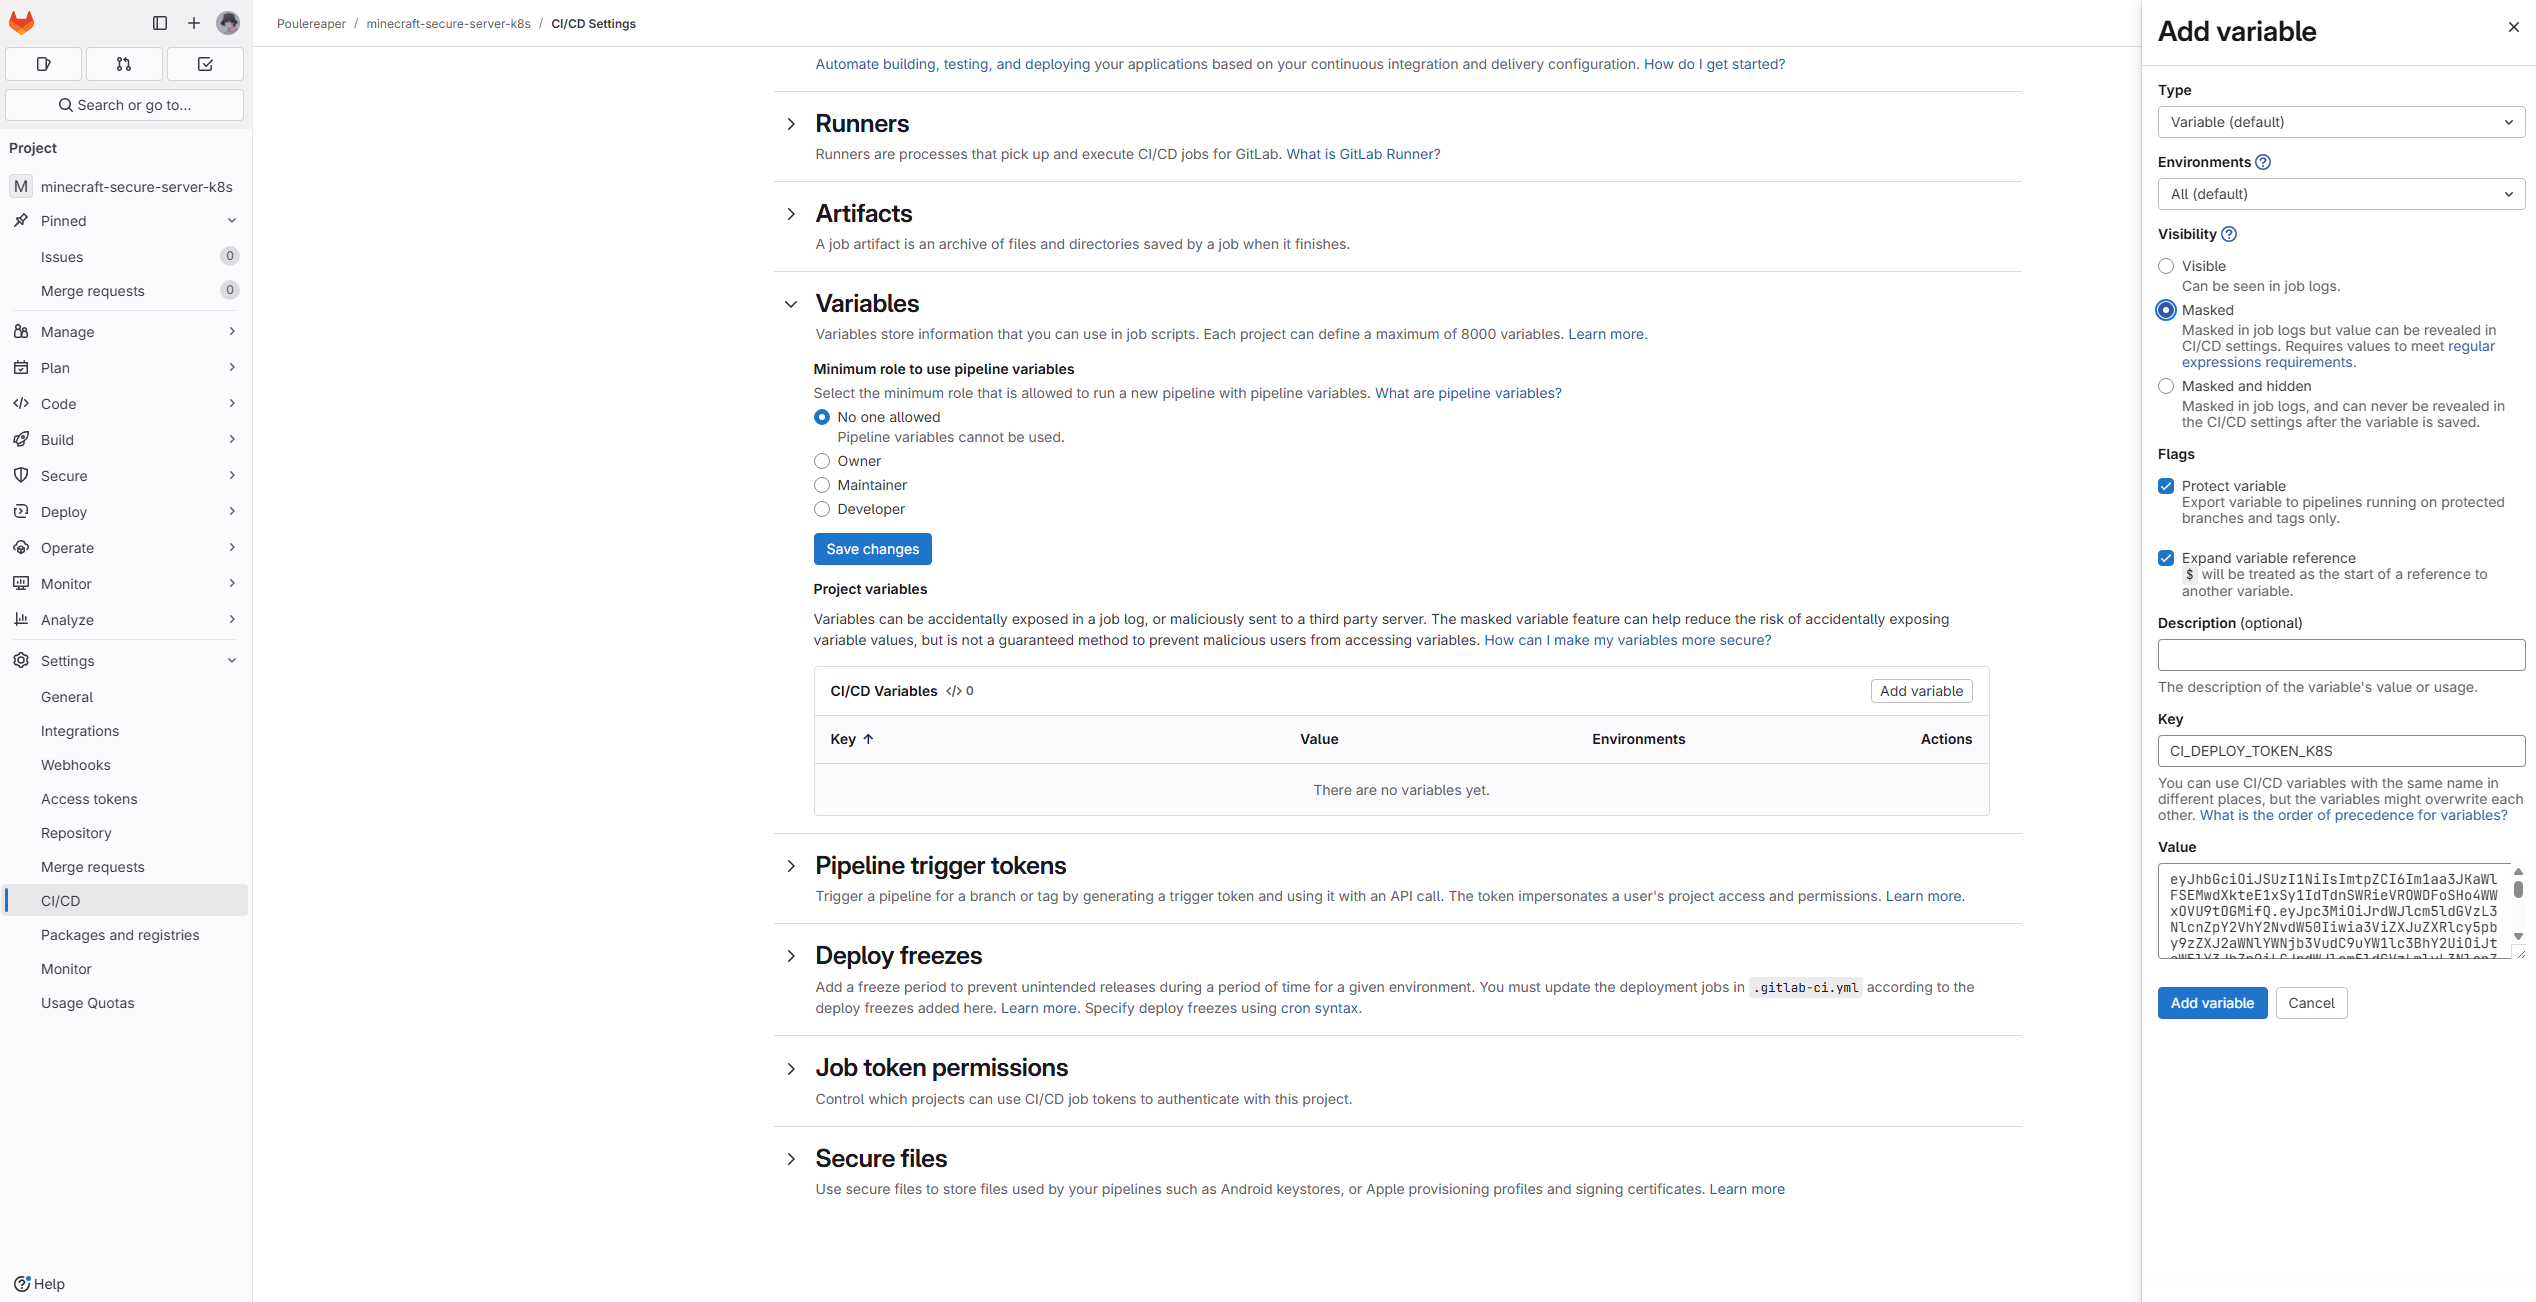 Search or go to...
Project
M minecraft-secure-server-k8s
Pinned
Issues 0
Merge requests 0
Manage
Plan
Code
Build
Secure
Deploy
Operate
Monitor
Analyze
Settings
General
Integrations
Webhooks
Access tokens
Repository
Merge requests
CI/CD
Packages and registries
Monitor
Usage Quotas
Help
Poulereaper / minecraft-secure-server-k8s / CI/CD Settings
Automate building, testing, and deploying your applications based on your continuous integration and delivery configuration. How do I get started?
Runners
Runners are processes that pick up and execute CI/CD jobs for GitLab. What is GitLab Runner?
Artifacts
A job artifact is an archive of files and directories saved by a job when it finishes.
Variables
Variables store information that you can use in job scripts. Each project can define a maximum of 8000 variables. Learn more.
Minimum role to use pipeline variables
Select the minimum role that is allowed to run a new pipeline with pipeline variables. What are pipeline variables?
No one allowed
Pipeline variables cannot be used.
Owner
Maintainer
Developer
Save changes
Project variables
Variables can be accidentally exposed in a job log, or maliciously sent to a third party server. The masked variable feature can help reduce the risk of accidentally exposing
variable values, but is not a guaranteed method to prevent malicious users from accessing variables. How can I make my variables more secure?
CI/CD Variables </> 0 Add variable
Key ↑ Value Environments Actions
There are no variables yet.
Pipeline trigger tokens
Trigger a pipeline for a branch or tag by generating a trigger token and using it with an API call. The token impersonates a user's project access and permissions. Learn more.
Deploy freezes
Add a freeze period to prevent unintended releases during a period of time for a given environment. You must update the deployment jobs in .gitlab-ci.yml according to the
deploy freezes added here. Learn more. Specify deploy freezes using cron syntax.
Job token permissions
Control which projects can use CI/CD job tokens to authenticate with this project.
Secure files
Use secure files to store files used by your pipelines such as Android keystores, or Apple provisioning profiles and signing certificates. Learn more
Add variable
Type
Variable (default)
Environments
All (default)
Visibility
Visible
Can be seen in job logs.
Masked
Masked in job logs but value can be revealed in
CI/CD settings. Requires values to meet regular
expressions requirements.
Masked and hidden
Masked in job logs, and can never be revealed in
the CI/CD settings after the variable is saved.
Flags
Protect variable
Export variable to pipelines running on protected
branches and tags only.
Expand variable reference
$ will be treated as the start of a reference to
another variable.
Description (optional)
The description of the variable's value or usage.
Key
CI_DEPLOY_TOKEN_K8S
You can use CI/CD variables with the same name in
different places, but the variables might overwrite each
other. What is the order of precedence for variables?
Value
eyJhbGciOiJSUzI1NiIsImtpZCI6Im1aa3JKaWl
FSEMwdXkteE1xSy1IdTdnSWRieVROWDFoSHo4WW
xOVU9tOGMifQ.eyJpc3MiOiJrdWJlcm5ldGVzL3
NlcnZpY2VhY2NvdW50Iiwia3ViZXJuZXRlcy5pb
y9zZXJ2aWNlYWNjb3VudC9uYW1lc3BhY2UiOiJt
Add variable
Cancel